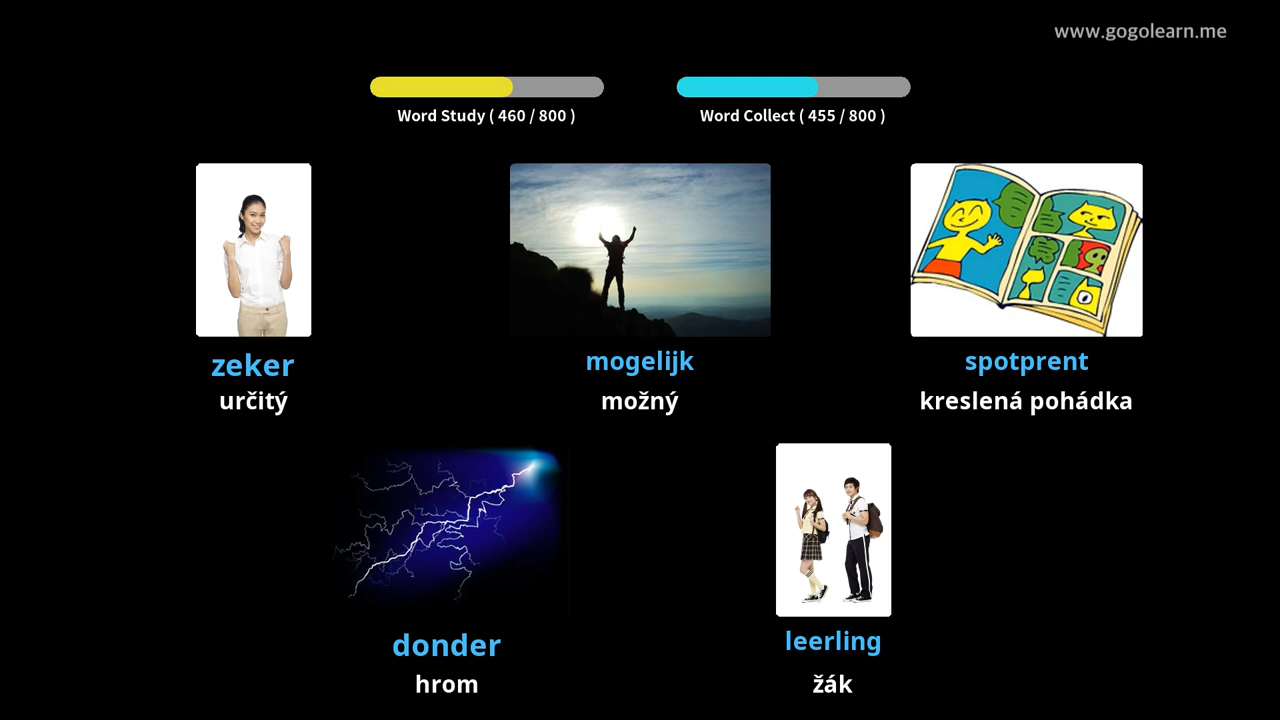 www.gogolearn.me
Word Study ( 460 / 800 )
Word Collect ( 455 / 800 )
zeker
určitý
mogelijk
možný
spotprent
kreslená pohádka
donder
hrom
leerling
žák